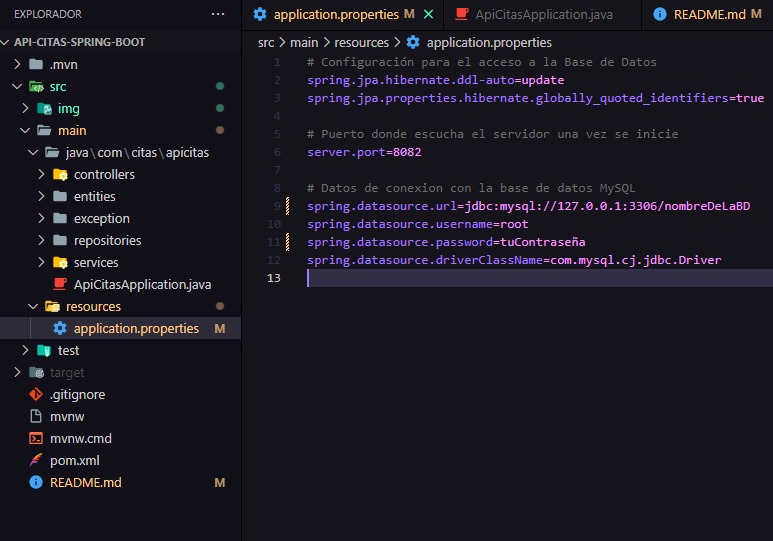 EXPLORADOR ...
API-CITAS-SPRING-BOOT
.mvn
src
img
main
java\com\citas\apicitas
controllers
entities
exception
repositories
services
ApiCitasApplication.java
resources
application.properties M
test
target
.gitignore
mvnw
mvnw.cmd
pom.xml
README.md M
application.properties M
ApiCitasApplication.java
README.md M
src > main > resources > application.properties
1 # Configuración para el acceso a la Base de Datos
2 spring.jpa.hibernate.ddl-auto=update
3 spring.jpa.properties.hibernate.globally_quoted_identifiers=true
4
5 # Puerto donde escucha el servidor una vez se inicie
6 server.port=8082
7
8 # Datos de conexion con la base de datos MySQL
9 spring.datasource.url=jdbc:mysql://127.0.0.1:3306/nombreDeLaBD
10 spring.datasource.username=root
11 spring.datasource.password=tuContraseña
12 spring.datasource.driverClassName=com.mysql.cj.jdbc.Driver
13